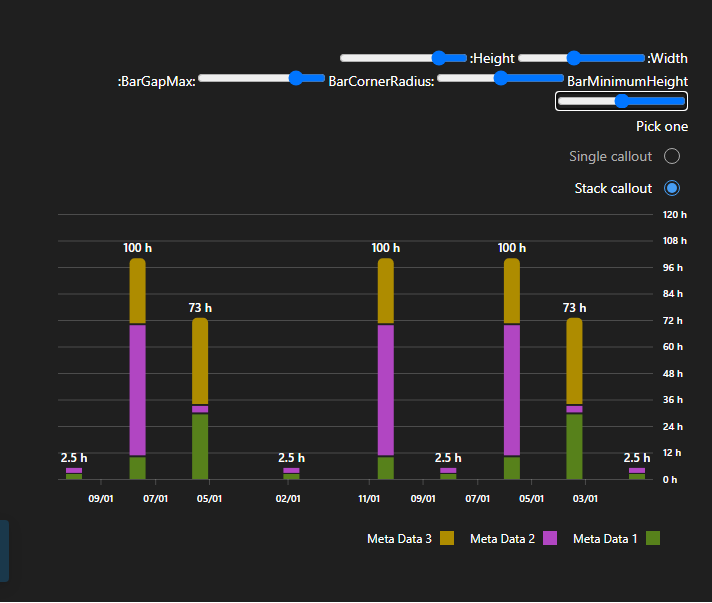 :Height :Width
:BarGapMax: BarCornerRadius: BarMinimumHeight
Pick one
Single callout
Stack callout
120 h
108 h
100 h 100 h 100 h
96 h
84 h
73 h 73 h
72 h
60 h
48 h
36 h
24 h
2.5 h 2.5 h 2.5 h 2.5 h
12 h
0 h
09/01 07/01 05/01 02/01 11/01 09/01 07/01 05/01 03/01
Meta Data 3 Meta Data 2 Meta Data 1